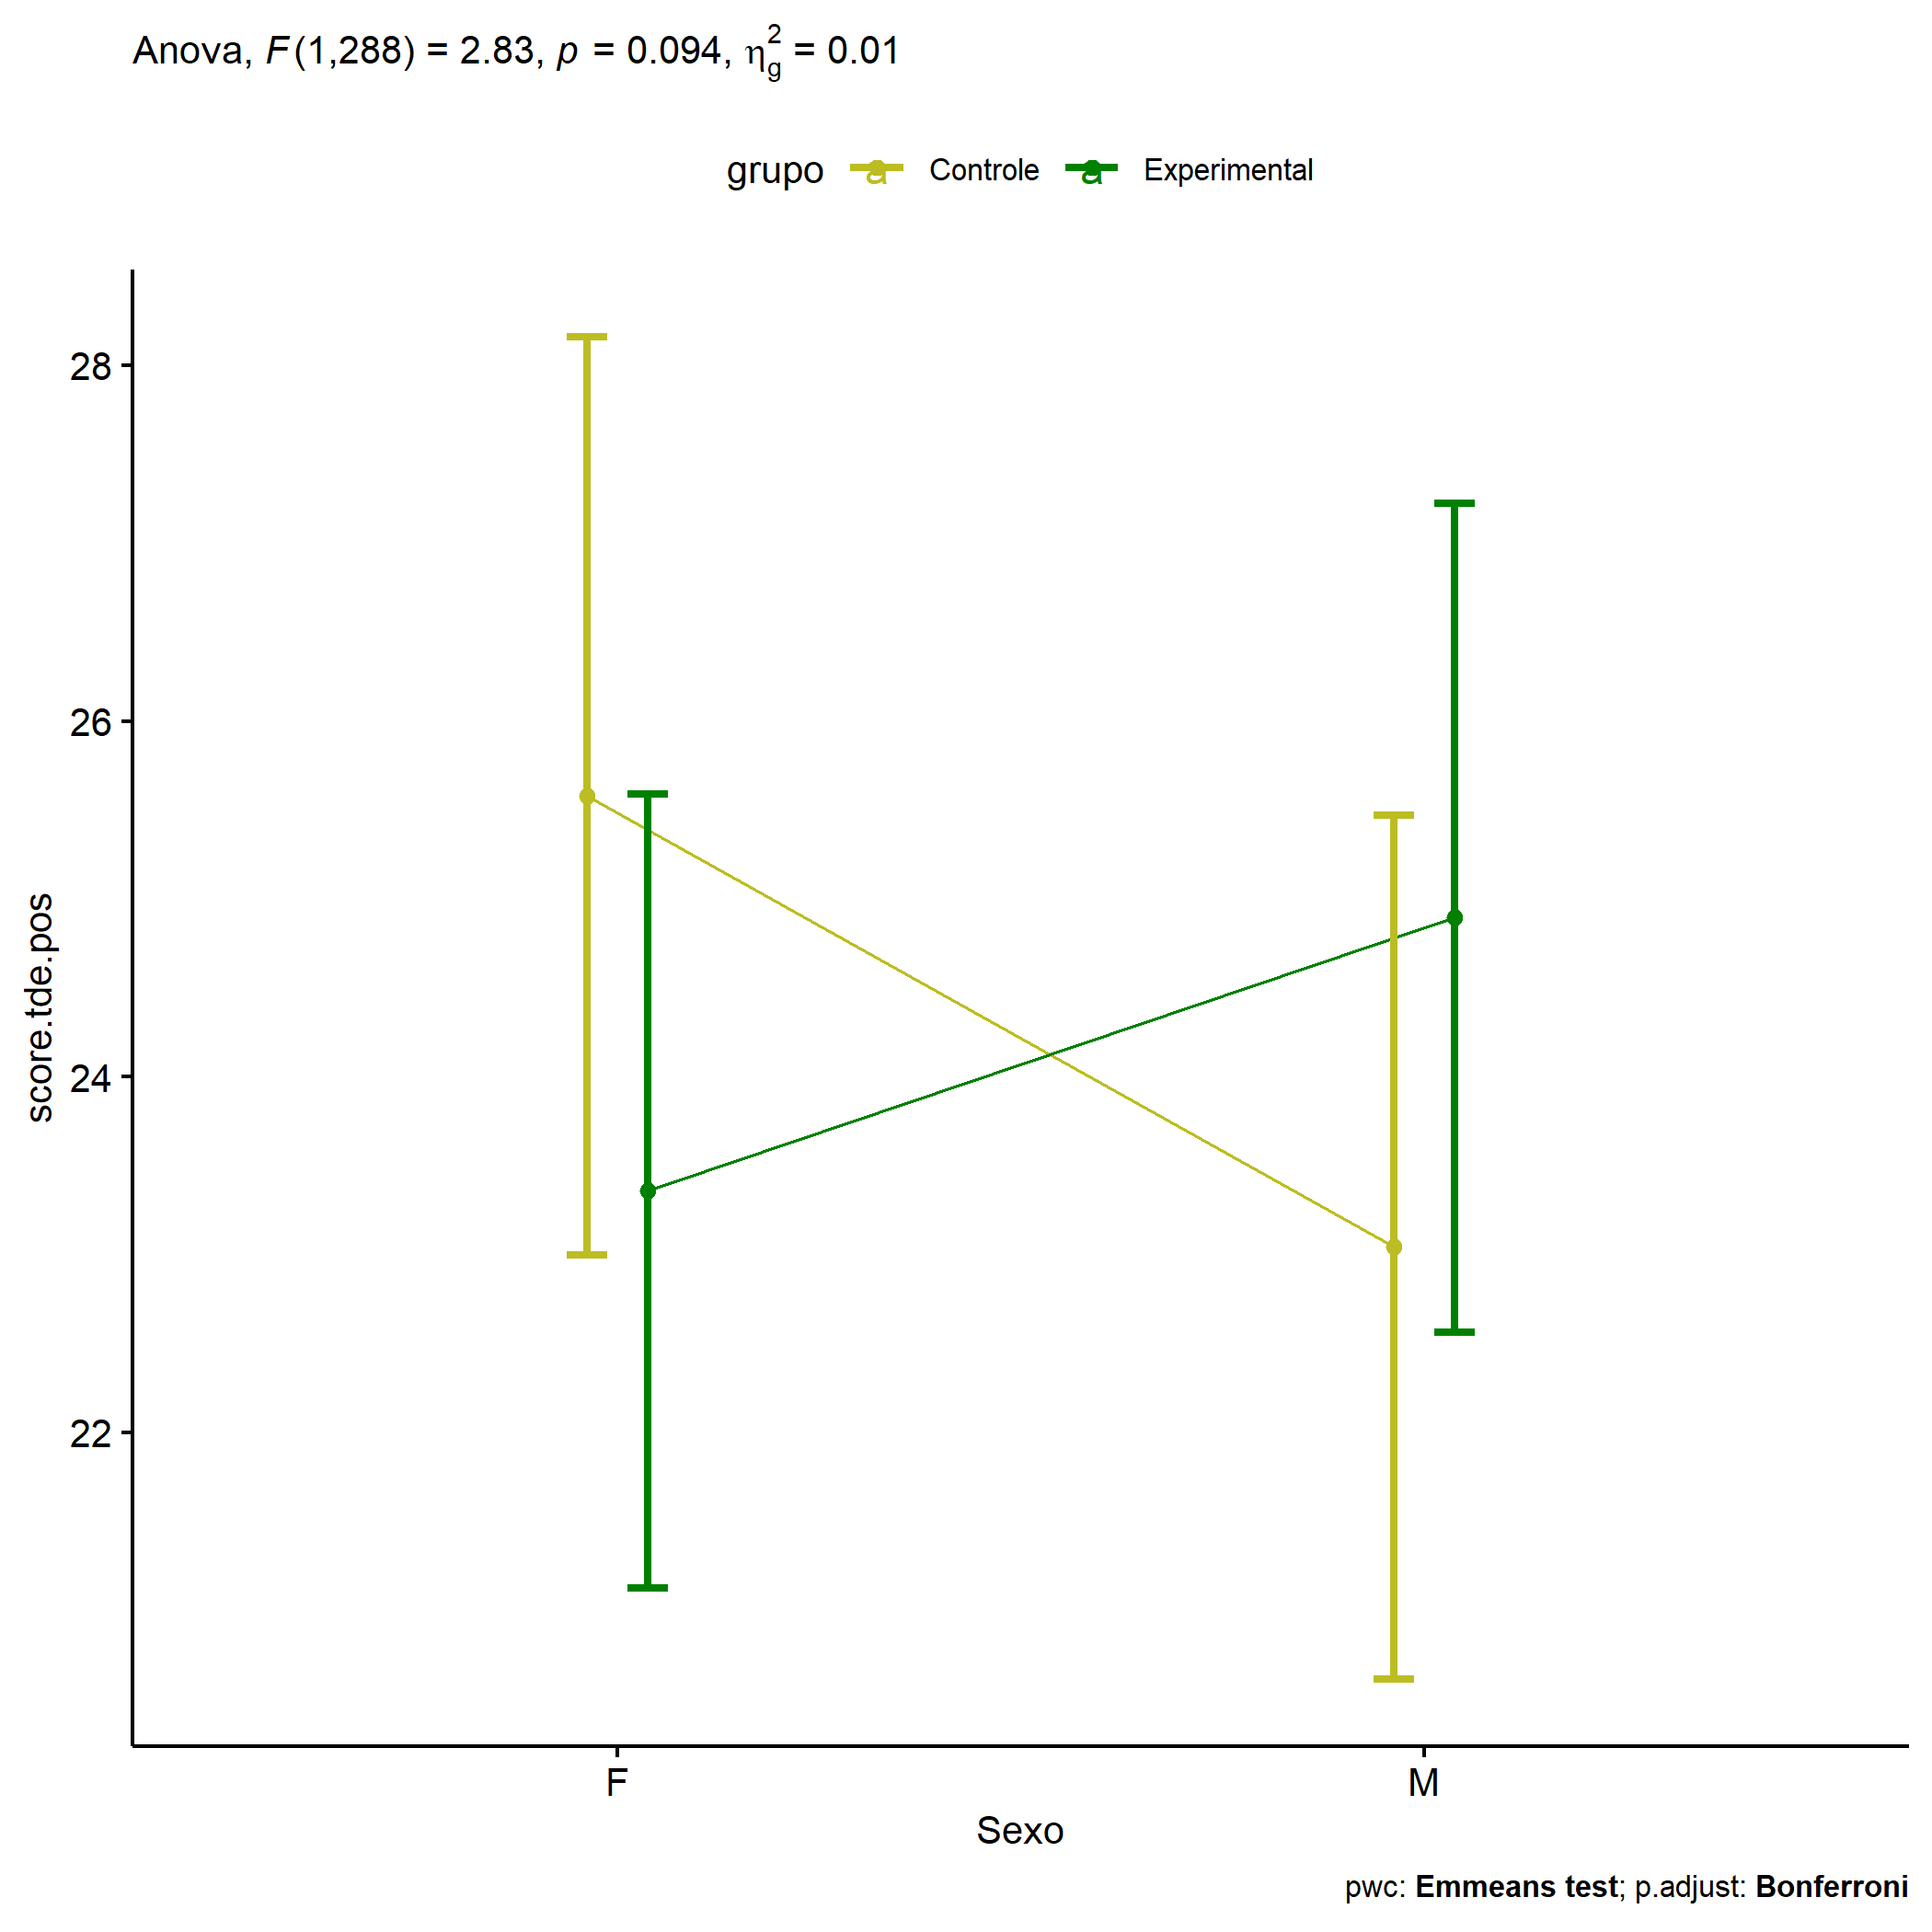 Anova, F(1,288) = 2.83, p = 0.094, η²g = 0.01
grupo a Controle a Experimental
28
26
24
22
score.tde.pos
F M
Sexo
pwc: Emmeans test; p.adjust: Bonferroni